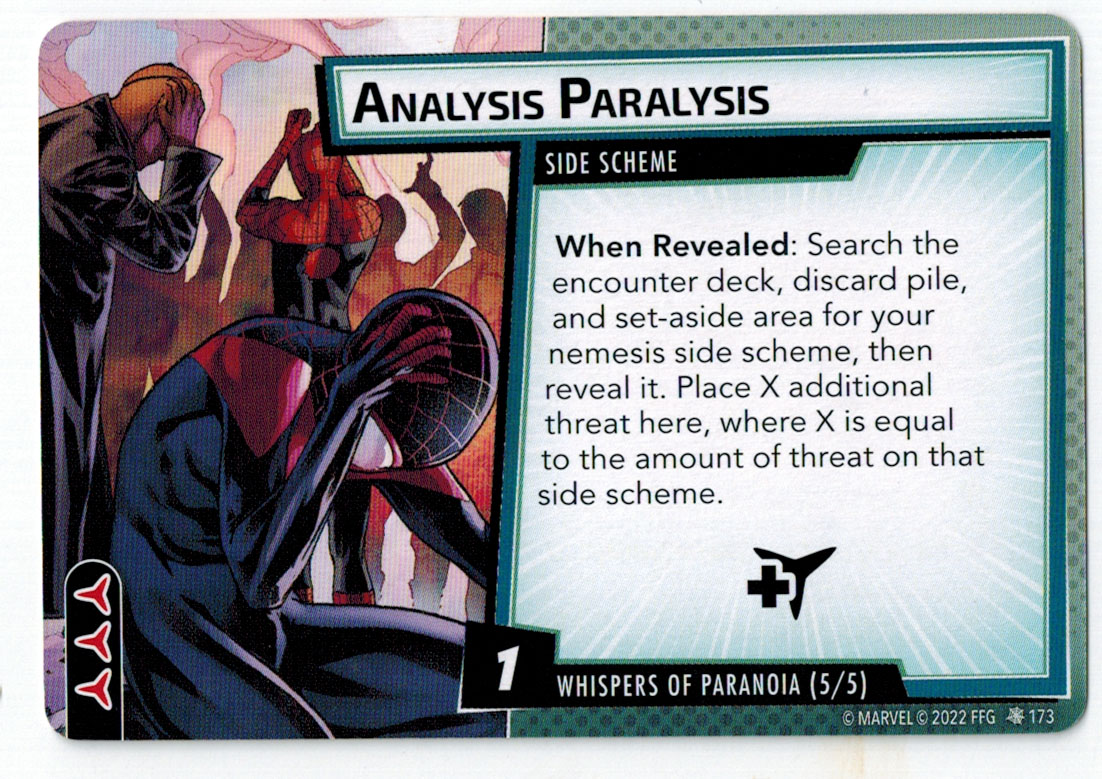 ANALYSIS PARALYSIS
SIDE SCHEME
When Revealed: Search the
encounter deck, discard pile,
and set-aside area for your
nemesis side scheme, then
reveal it. Place X additional
threat here, where X is equal
to the amount of threat on that
side scheme.
1
WHISPERS OF PARANOIA (5/5)
© MARVEL © 2022 FFG 173